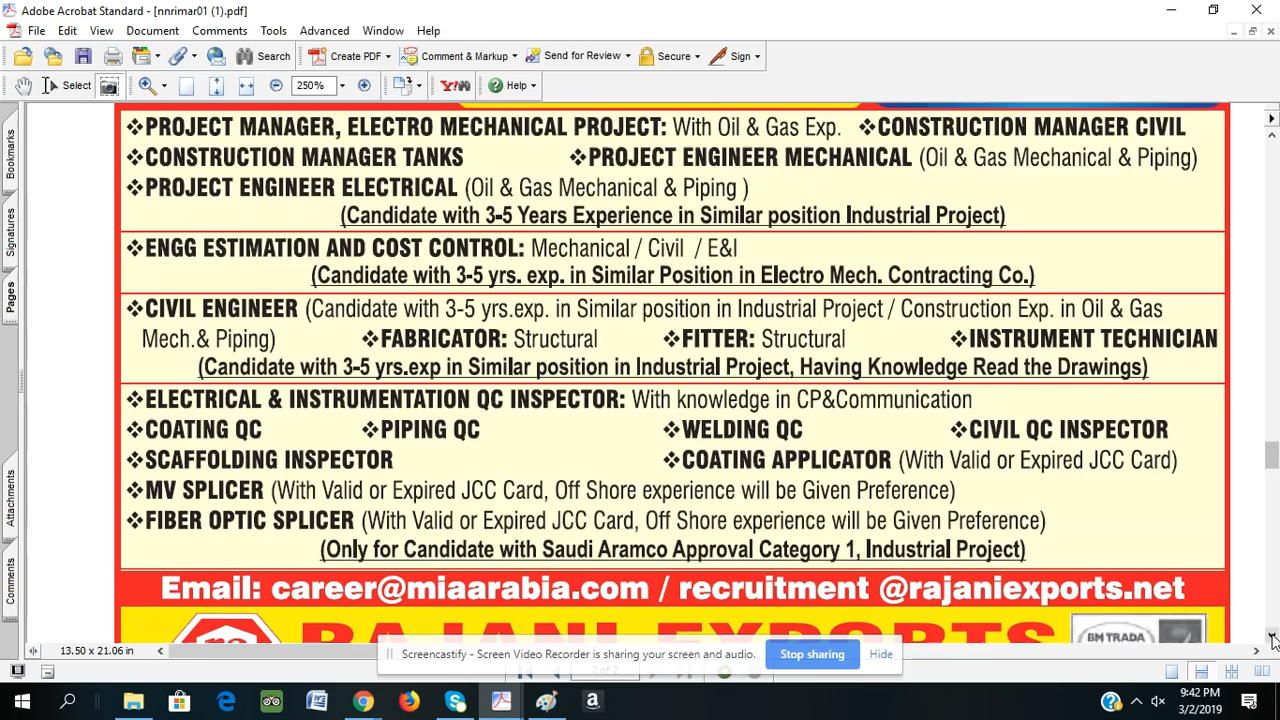 Adobe Acrobat Standard - [nnrimar01 (1).pdf]
File Edit View Document Comments Tools Advanced Window Help
Search Create PDF Comment & Markup Send for Review Secure Sign
Select 250% Y! Help
❖PROJECT MANAGER, ELECTRO MECHANICAL PROJECT: With Oil & Gas Exp. ❖CONSTRUCTION MANAGER CIVIL
❖CONSTRUCTION MANAGER TANKS ❖PROJECT ENGINEER MECHANICAL (Oil & Gas Mechanical & Piping)
❖PROJECT ENGINEER ELECTRICAL (Oil & Gas Mechanical & Piping )
(Candidate with 3-5 Years Experience in Similar position Industrial Project)
❖ENGG ESTIMATION AND COST CONTROL: Mechanical / Civil / E&I
(Candidate with 3-5 yrs. exp. in Similar Position in Electro Mech. Contracting Co.)
❖CIVIL ENGINEER (Candidate with 3-5 yrs.exp. in Similar position in Industrial Project / Construction Exp. in Oil & Gas
Mech.& Piping) ❖FABRICATOR: Structural ❖FITTER: Structural ❖INSTRUMENT TECHNICIAN
(Candidate with 3-5 yrs.exp in Similar position in Industrial Project, Having Knowledge Read the Drawings)
❖ELECTRICAL & INSTRUMENTATION QC INSPECTOR: With knowledge in CP&Communication
❖COATING QC ❖PIPING QC ❖WELDING QC ❖CIVIL QC INSPECTOR
❖SCAFFOLDING INSPECTOR ❖COATING APPLICATOR (With Valid or Expired JCC Card)
❖MV SPLICER (With Valid or Expired JCC Card, Off Shore experience will be Given Preference)
❖FIBER OPTIC SPLICER (With Valid or Expired JCC Card, Off Shore experience will be Given Preference)
(Only for Candidate with Saudi Aramco Approval Category 1, Industrial Project)
Email: career@miaarabia.com / recruitment @rajaniexports.net
RAJANI EXPORTS
BM TRADA
Bookmarks
Signatures
Pages
Attachments
Comments
13.50 x 21.06 in
Screencastify - Screen Video Recorder is sharing your screen and audio. Stop sharing Hide
2 of 2
9:42 PM
3/2/2019